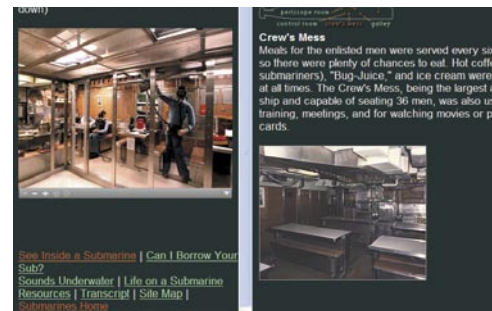 down)
See Inside a Submarine | Can I Borrow Your
Sub?
Sounds Underwater | Life on a Submarine
Resources | Transcript | Site Map |
Submarines Home
periscope room
control room crew's mess galley
Crew's Mess
Meals for the enlisted men were served every si
so there were plenty of chances to eat. Hot coff
submariners), "Bug-Juice," and ice cream were
at all times. The Crew's Mess, being the largest
ship and capable of seating 36 men, was also us
training, meetings, and for watching movies or p
cards.